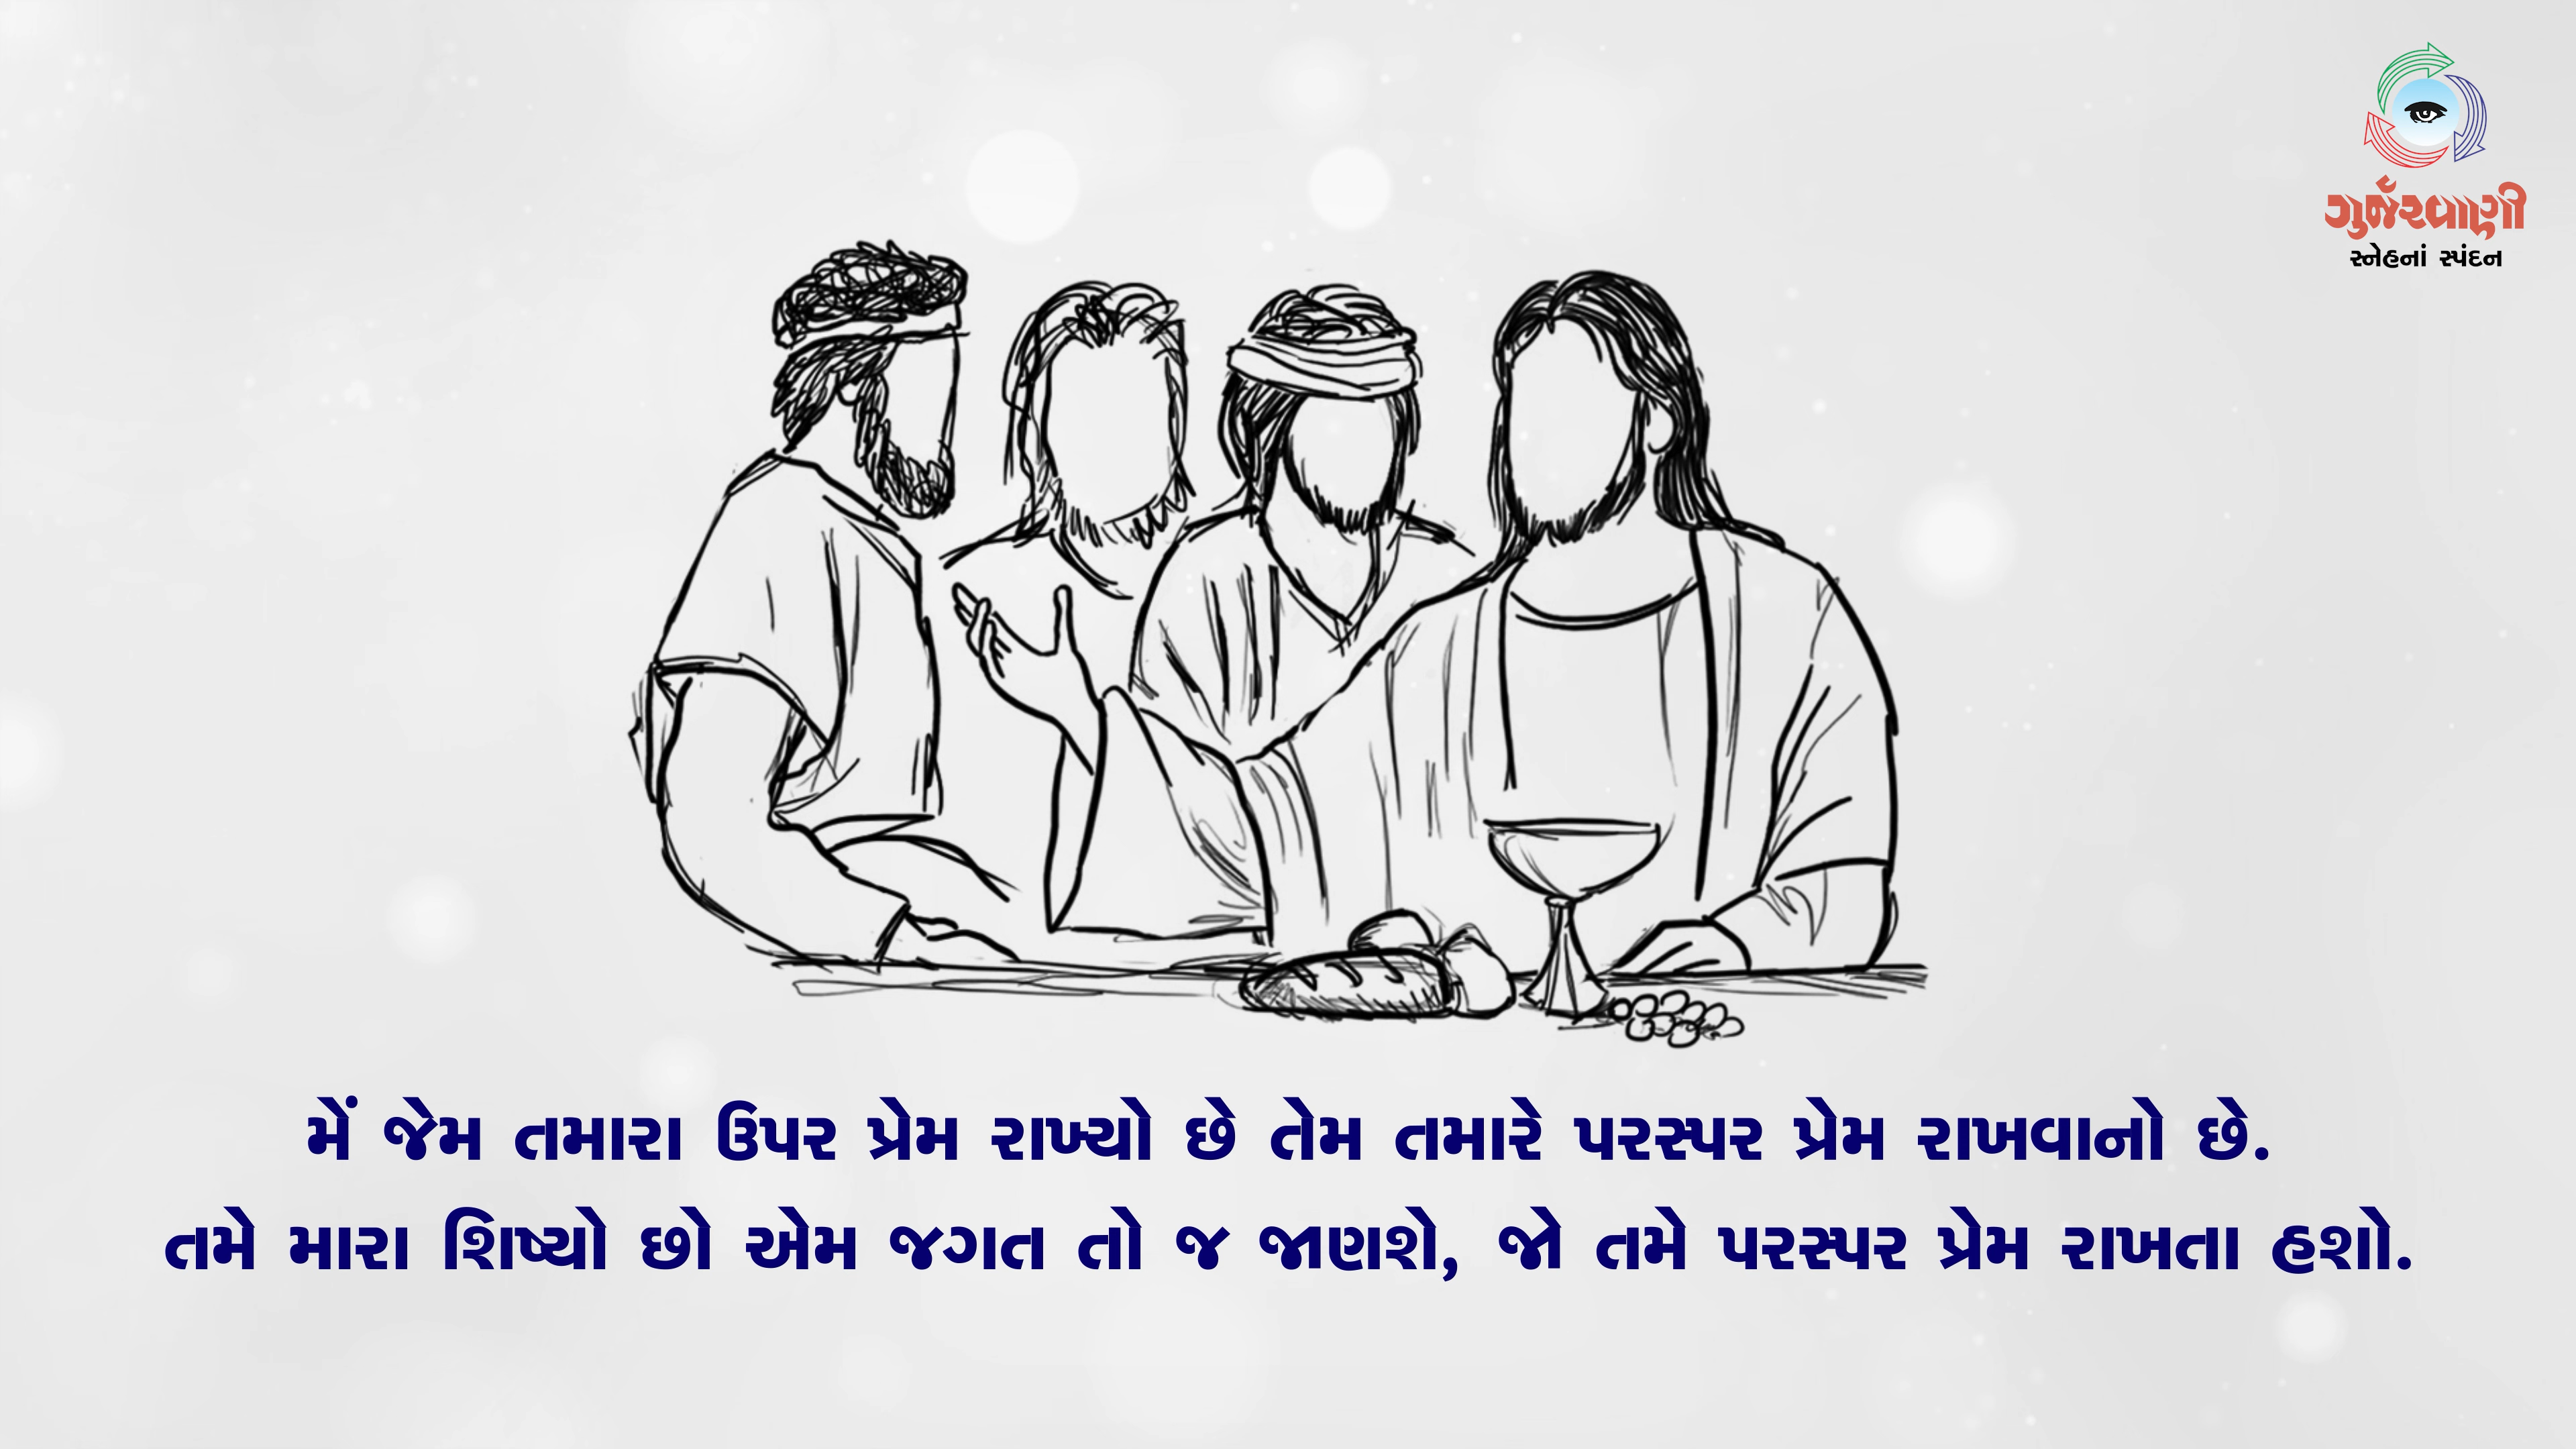 ગુર્જરવાણી
સ્નેહનાં સ્પંદન
મેં જેમ તમારા ઉપર પ્રેમ રાખ્યો છે તેમ તમારે પરસ્પર પ્રેમ રાખવાનો છે.
તમે મારા શિષ્યો છો એમ જગત તો જ જાણશે, જો તમે પરસ્પર પ્રેમ રાખતા હશો.